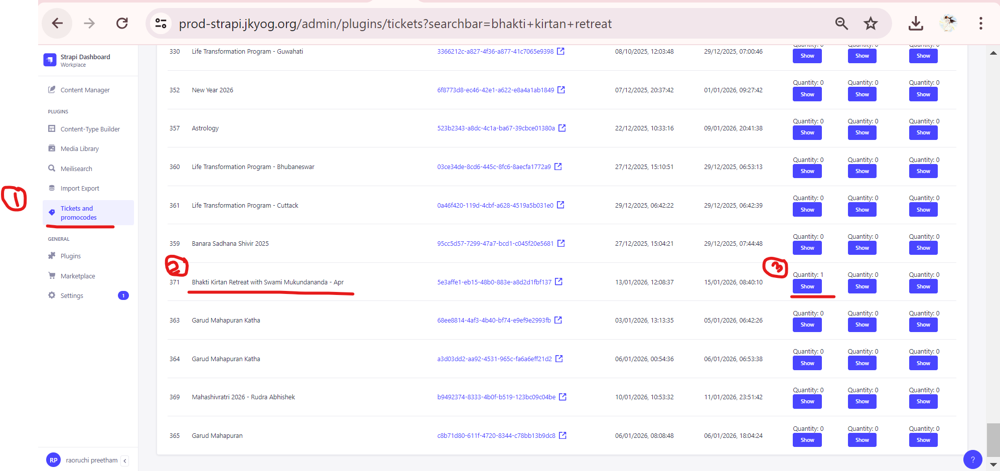 prod-strapi.jkyog.org/admin/plugins/tickets?searchbar=bhakti+kirtan+retreat
Strapi Dashboard
Workplace
Content Manager
PLUGINS
Content-Type Builder
Media Library
Meilisearch
Import Export
1
Tickets and
promocodes
GENERAL
Plugins
Marketplace
Settings 1
RP raoruchi preetham
Quantity: 0 Quantity: 0 Quantity: 0
330 Life Transformation Program - Guwahati 3366212c-a827-4f36-a877-41c7065e9398 08/10/2025, 12:03:48 29/12/2025, 07:00:46 Show Show Show
Quantity: 0 Quantity: 0 Quantity: 0
352 New Year 2026 6f8773d8-ec46-42e1-a622-e8a4a1ab1849 07/12/2025, 20:37:42 01/01/2026, 09:27:42 Show Show Show
Quantity: 0 Quantity: 0 Quantity: 0
357 Astrology 523b2343-a8dc-4c1a-ba67-39cbce01380a 22/12/2025, 10:33:16 09/01/2026, 20:41:38 Show Show Show
Quantity: 0 Quantity: 0 Quantity: 0
360 Life Transformation Program - Bhubaneswar 03ce34de-8cd6-445c-8fc6-8aecfa1772a9 27/12/2025, 15:10:51 29/12/2025, 06:53:13 Show Show Show
Quantity: 0 Quantity: 0 Quantity: 0
361 Life Transformation Program - Cuttack 0a46f420-119d-4cbf-a628-4519a5b031e0 29/12/2025, 06:42:22 29/12/2025, 06:42:39 Show Show Show
Quantity: 0 Quantity: 0 Quantity: 0
359 Banara Sadhana Shivir 2025 95cc5d57-7299-47a7-bcd1-c045f20e5681 27/12/2025, 15:04:21 29/12/2025, 07:44:48 Show Show Show
2 3
Quantity: 1 Quantity: 0 Quantity: 0
371 Bhakti Kirtan Retreat with Swami Mukundananda - Apr 5e3affe1-eb15-48b0-883e-a8d2d1fbf137 13/01/2026, 12:08:37 15/01/2026, 08:40:10 Show Show Show
Quantity: 0 Quantity: 0 Quantity: 0
363 Garud Mahapuran Katha 68ee8814-4af3-4b40-bf74-e9ef9e2993fb 03/01/2026, 13:13:35 05/01/2026, 06:42:26 Show Show Show
Quantity: 0 Quantity: 0 Quantity: 0
364 Garud Mahapuran Katha a3d03dd2-aa92-4531-965c-fa6a6eff21d2 06/01/2026, 00:54:36 06/01/2026, 06:53:38 Show Show Show
Quantity: 0 Quantity: 0 Quantity: 0
369 Mahashivratri 2026 - Rudra Abhishek b9492374-8333-4b0f-b519-123bc09c04be 10/01/2026, 10:53:32 11/01/2026, 23:51:42 Show Show Show
Quantity: 0 Quantity: 0 Quantity: 0
365 Garud Mahapuran c8b71d80-611f-4720-8344-c78bb13b9dc8 06/01/2026, 08:08:48 06/01/2026, 18:04:24 Show Show Show
?